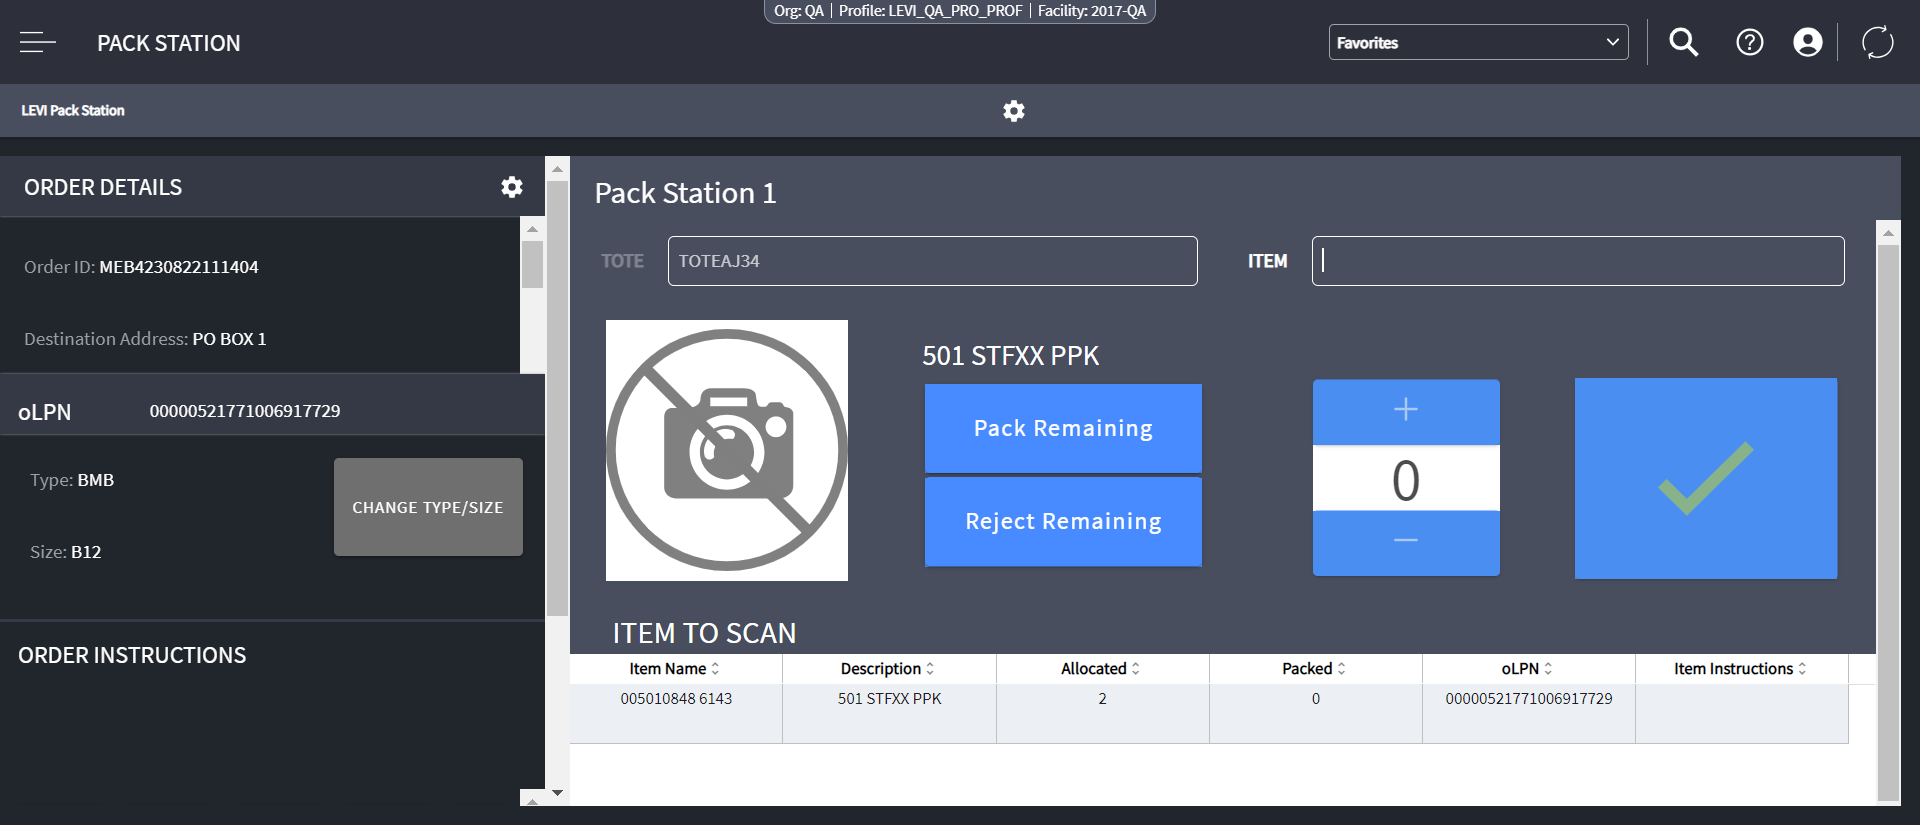 Org: QA | Profile: LEVI_QA_PRO_PROF | Facility: 2017-QA
PACK STATION
Favorites
LEVI Pack Station
ORDER DETAILS
Order ID: MEB4230822111404
Destination Address: PO BOX 1
oLPN 00000521771006917729
Type: BMB
Size: B12
CHANGE TYPE/SIZE
ORDER INSTRUCTIONS
Pack Station 1
TOTE TOTEAJ34
ITEM
501 STFXX PPK
Pack Remaining
Reject Remaining
+
0
−
ITEM TO SCAN
Item Name Description Allocated Packed oLPN Item Instructions
005010848 6143 501 STFXX PPK 2 0 00000521771006917729